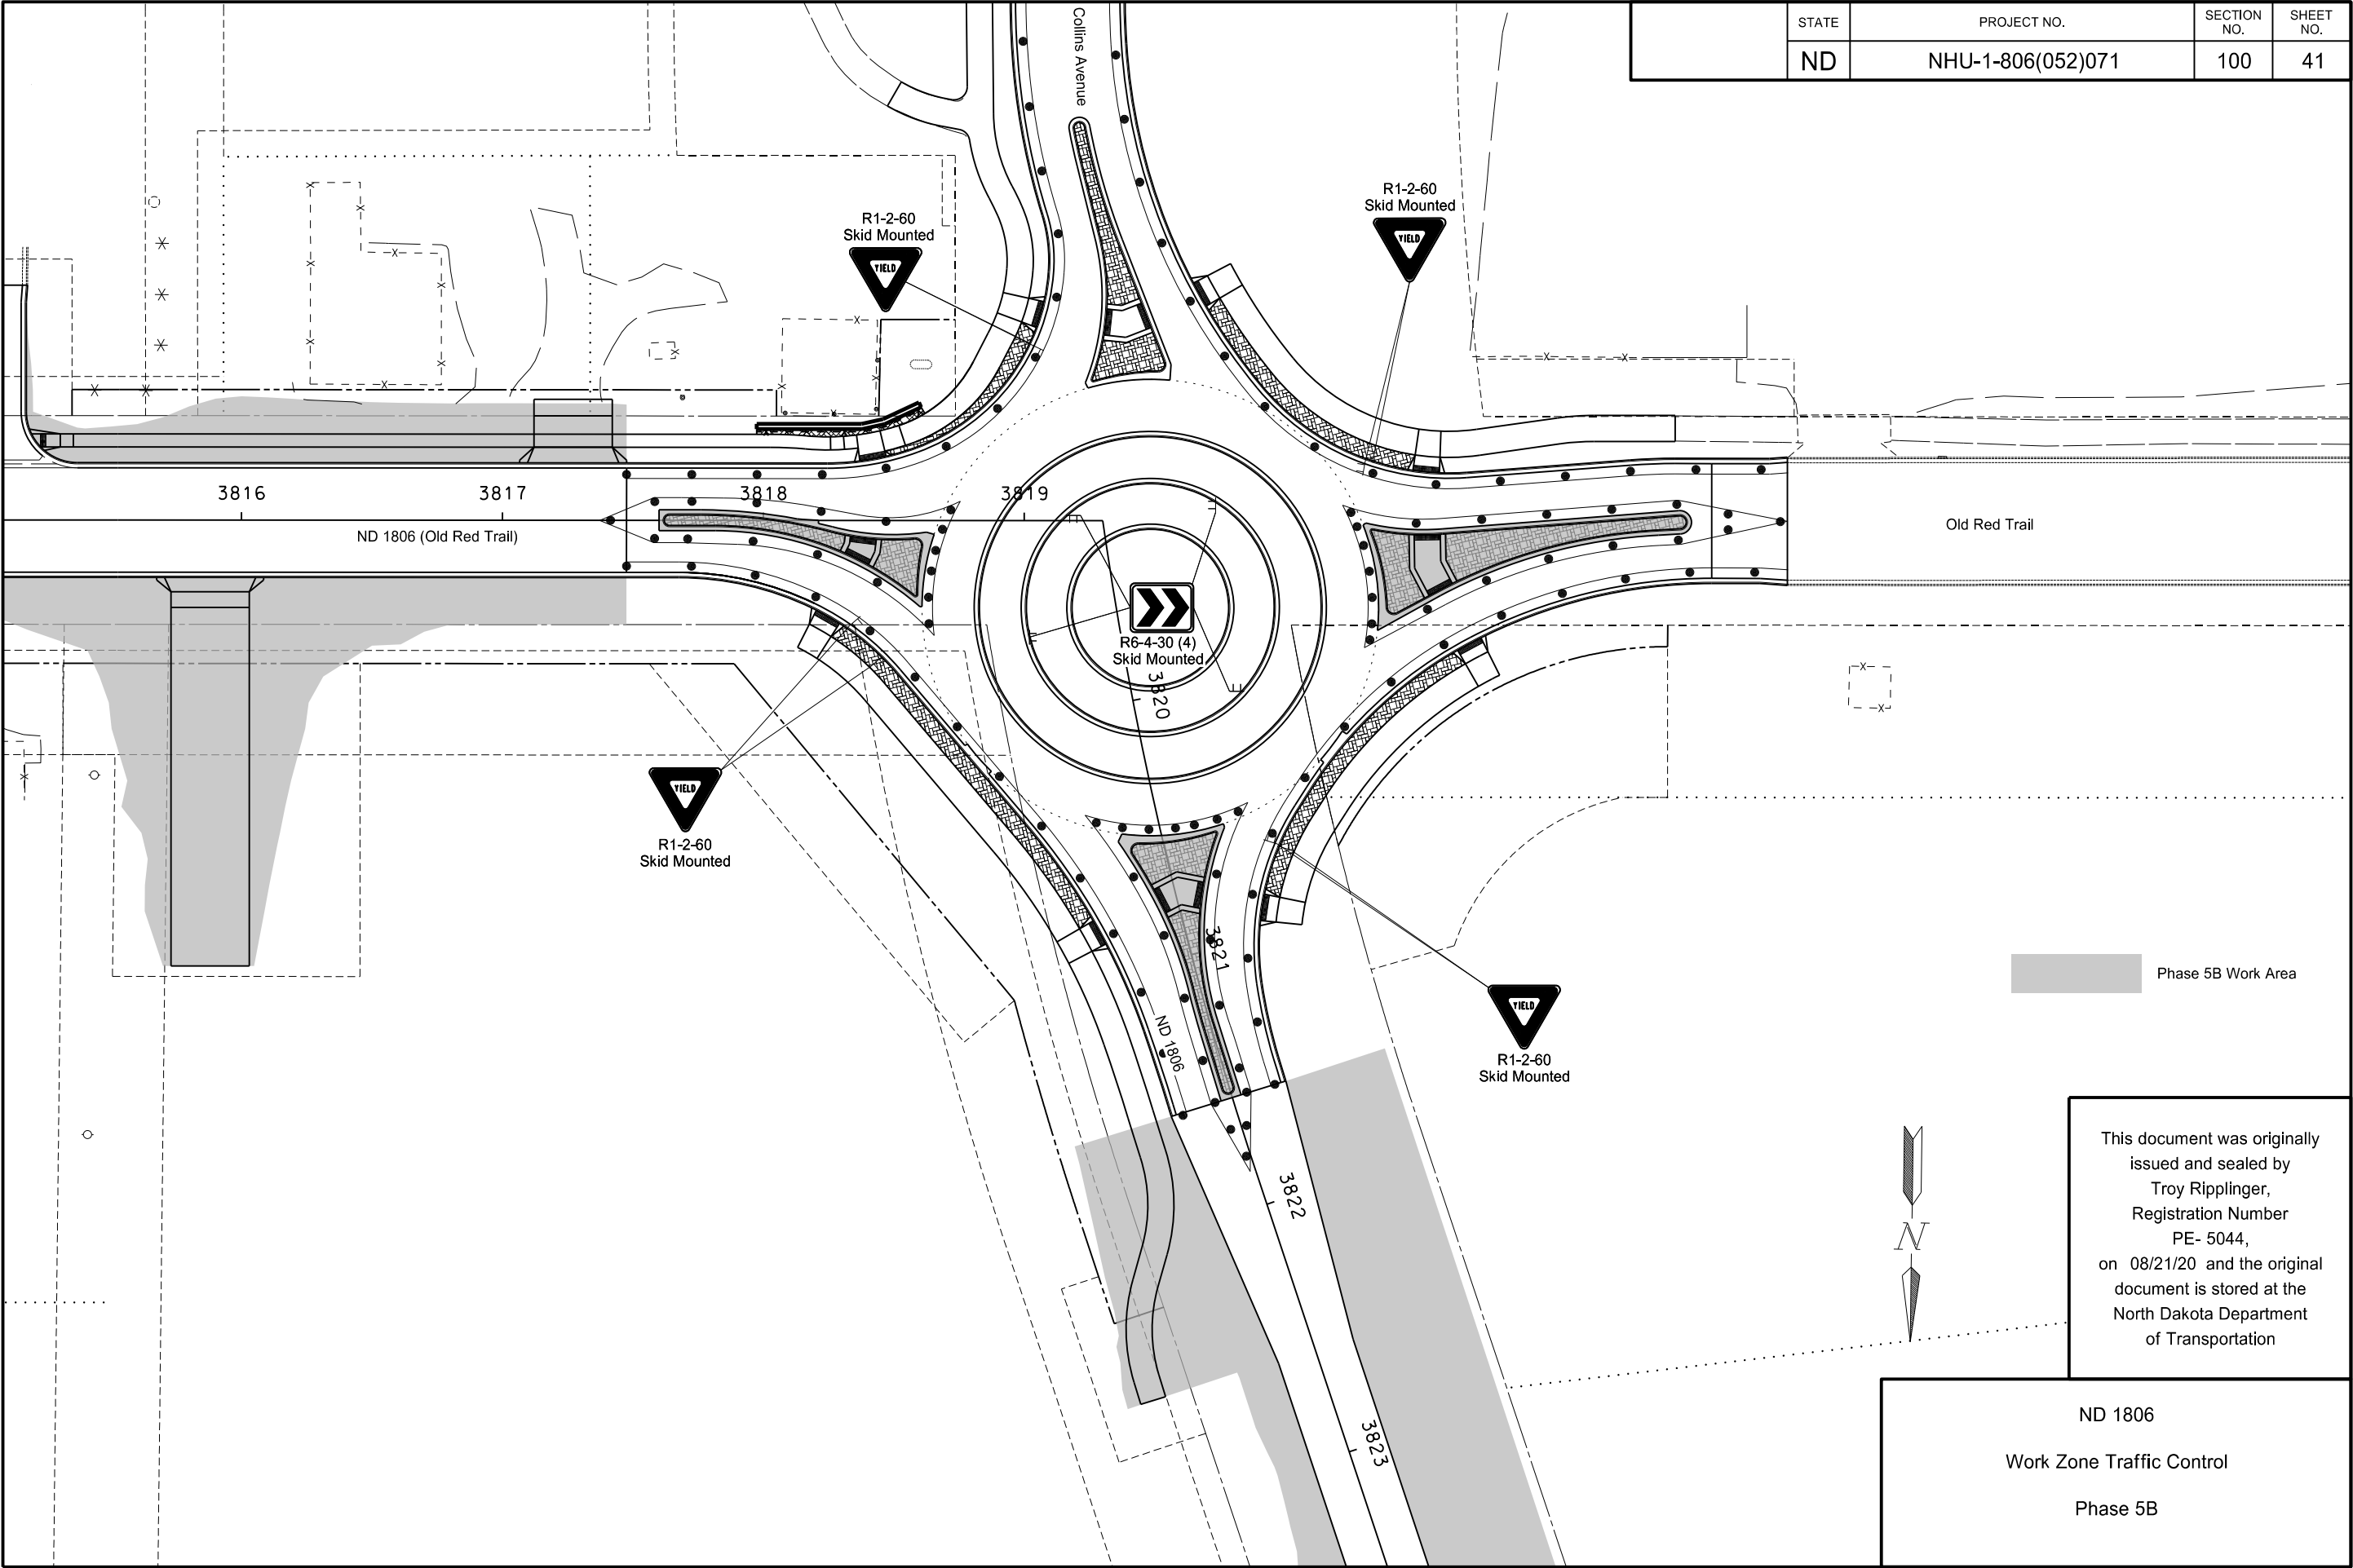 STATE
PROJECT NO.
SECTION
NO.
SHEET
NO.
ND
NHU-1-806(052)071
100
41
Collins Avenue
R1-2-60
Skid Mounted
YIELD
R1-2-60
Skid Mounted
YIELD
3816
3817
3818
3819
ND 1806 (Old Red Trail)
Old Red Trail
R6-4-30 (4)
Skid Mounted
3820
YIELD
R1-2-60
Skid Mounted
3821
ND 1806
YIELD
R1-2-60
Skid Mounted
Phase 5B Work Area
3822
3823
N
This document was originally
issued and sealed by
Troy Ripplinger,
Registration Number
PE- 5044,
on 08/21/20 and the original
document is stored at the
North Dakota Department
of Transportation
ND 1806
Work Zone Traffic Control
Phase 5B